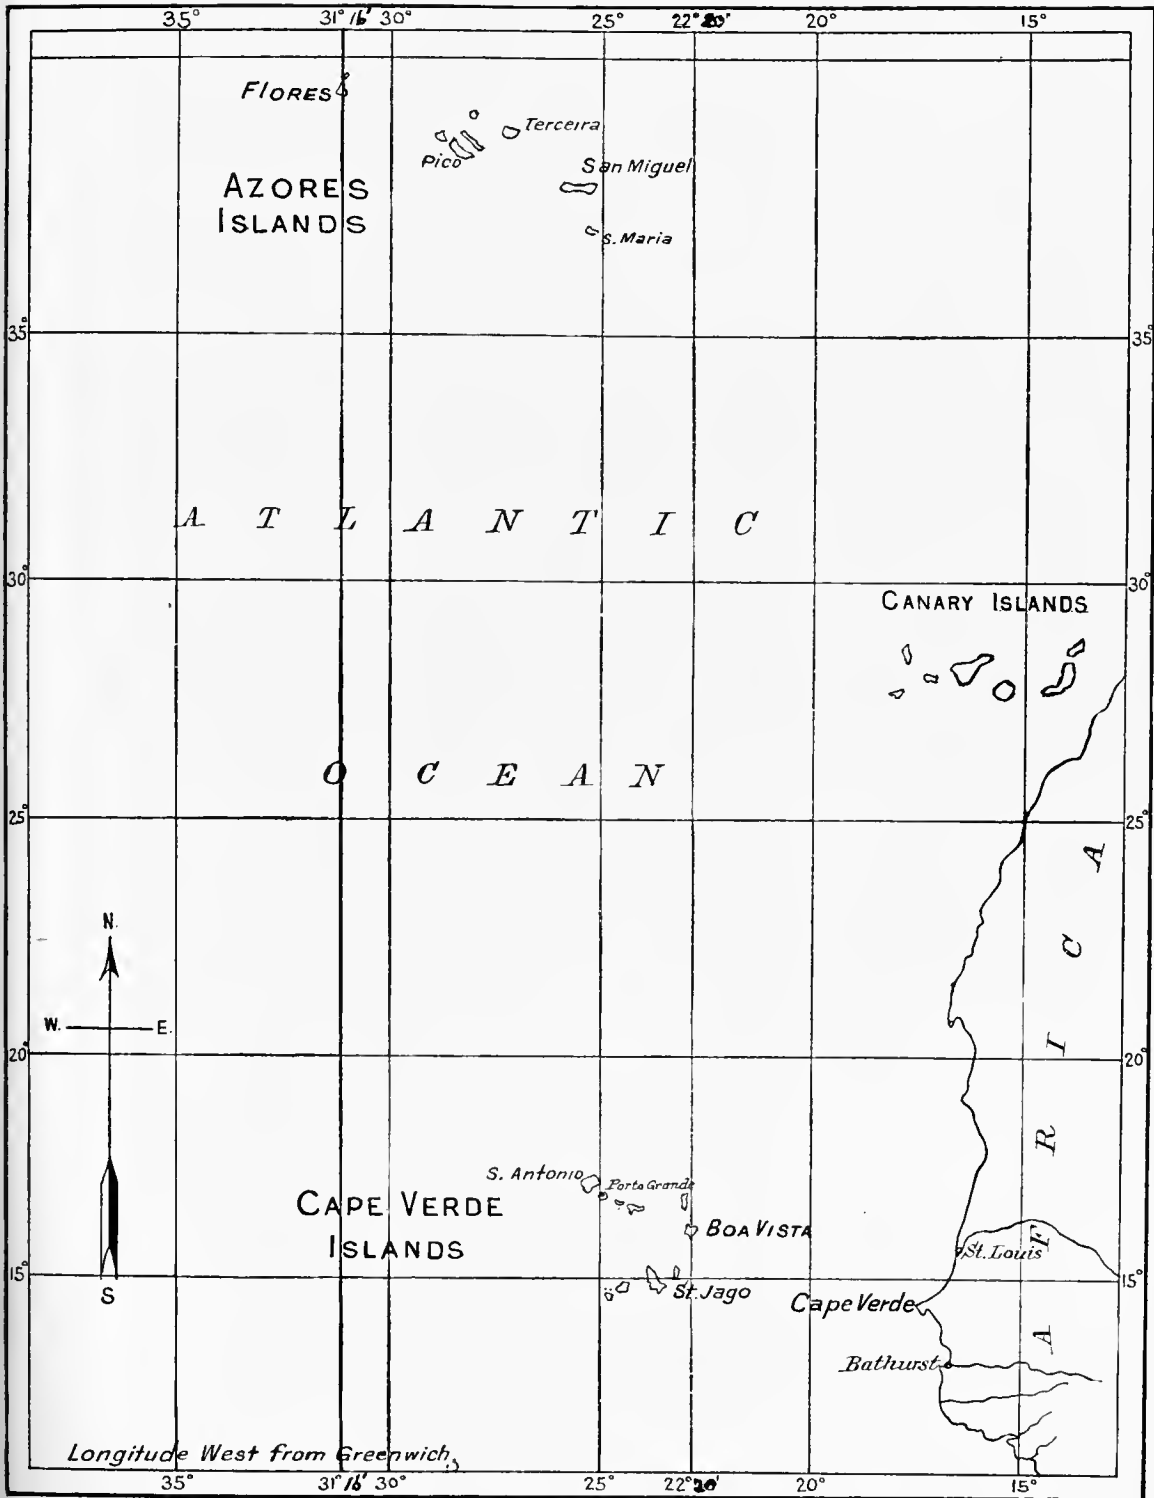 35° 31° 16' 30° 25° 22° 20' 20° 15°
FLORES
Terceira
Pico
San Miguel
AZORES
ISLANDS
S. Maria
35° 35°
ATLANTIC
30° 30°
CANARY ISLANDS
OCEAN
25° 25°
AFRICA
N.
W. E.
S
20° 20°
S. Antonio
Porto Grande
CAPE VERDE
ISLANDS
BOA VISTA
St. Louis
15° 15°
St. Jago
Cape Verde
Bathurst
Longitude West from Greenwich,
35° 31° 16' 30° 25° 22° 20' 20° 15°